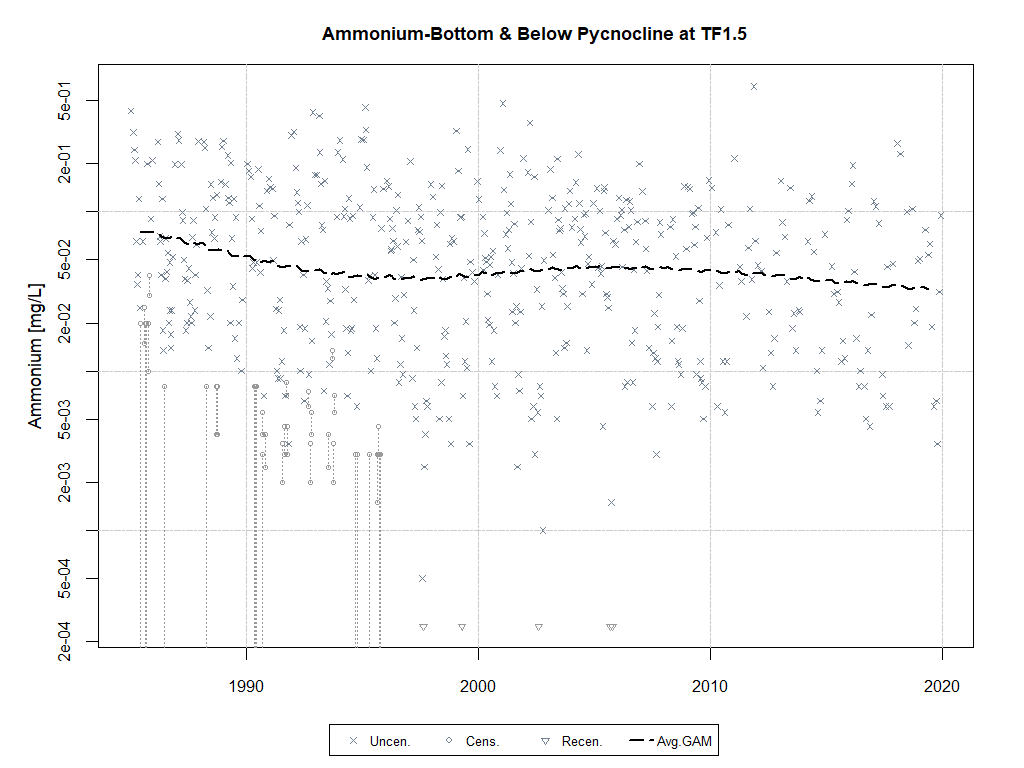 Ammonium-Bottom & Below Pycnocline at TF1.5
Ammonium [mg/L]
5e-01
2e-01
5e-02
2e-02
5e-03
2e-03
5e-04
2e-04
1990 2000 2010 2020
Uncen. Cens. Recen. Avg.GAM